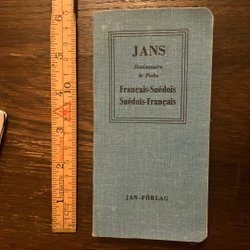 JANS
Dictionnaire
de Poche
Français-Suédois
Suédois-Français
JAN-FÖRLAG